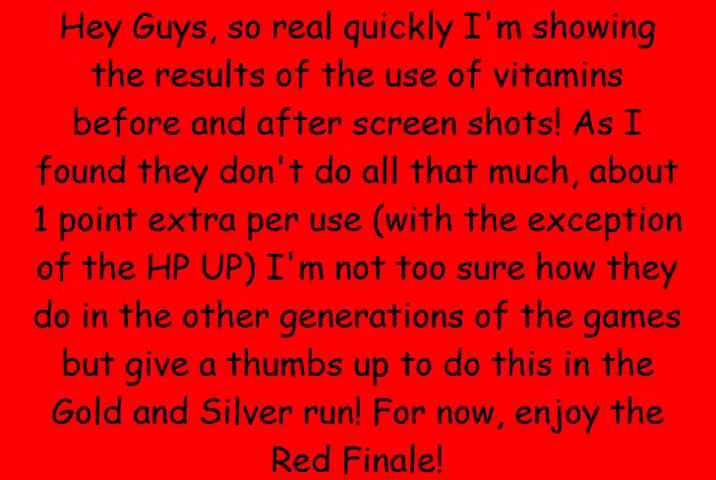 Hey Guys, so real quickly I'm showing
the results of the use of vitamins
before and after screen shots! As I
found they don't do all that much, about
1 point extra per use (with the exception
of the HP UP) I'm not too sure how they
do in the other generations of the games
but give a thumbs up to do this in the
Gold and Silver run! For now, enjoy the
Red Finale!